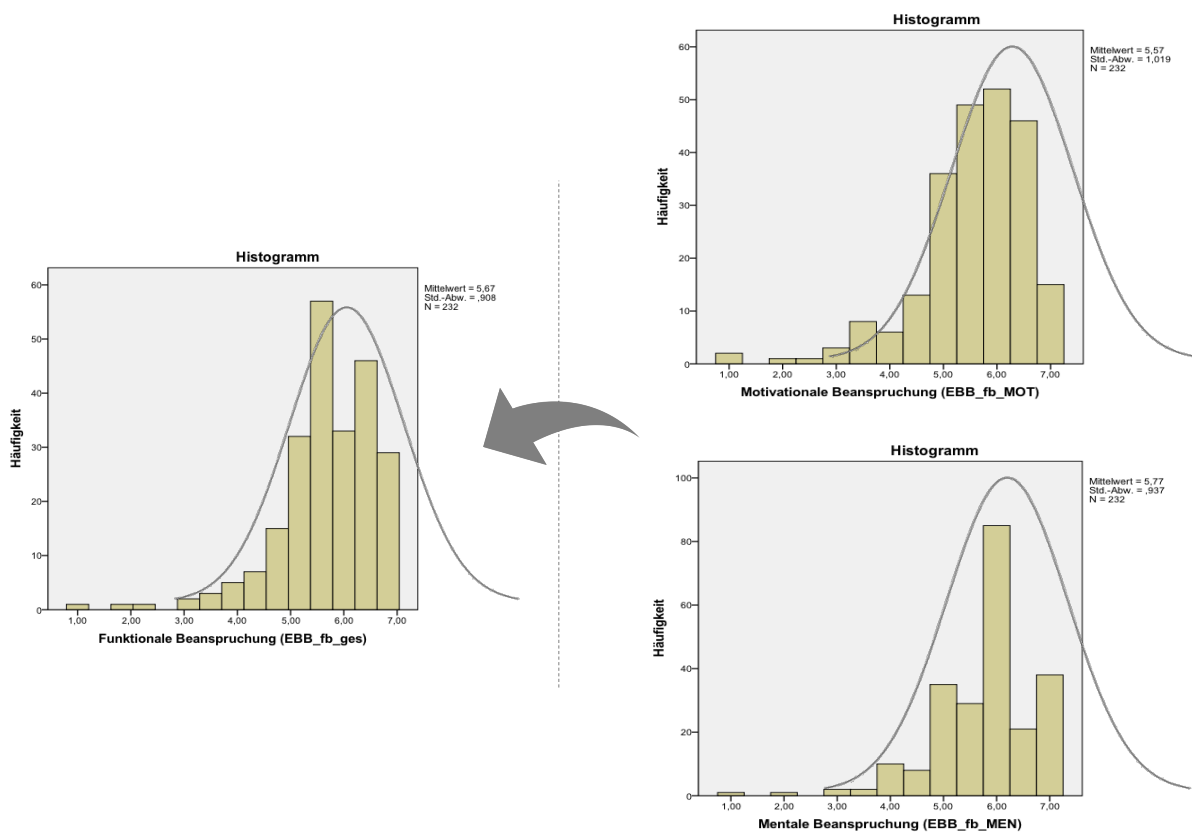 Histogramm
Mittelwert = 5,67
Std.-Abw. = ,908
N = 232
Häufigkeit
60
50
40
30
20
10
0
1,00 2,00 3,00 4,00 5,00 6,00 7,00
Funktionale Beanspruchung (EBB_fb_ges)
Histogramm
Mittelwert = 5,57
Std.-Abw. = 1,019
N = 232
Häufigkeit
60
50
40
30
20
10
0
1,00 2,00 3,00 4,00 5,00 6,00 7,00
Motivationale Beanspruchung (EBB_fb_MOT)
Histogramm
Mittelwert = 5,77
Std.-Abw. = ,937
N = 232
Häufigkeit
100
80
60
40
20
0
1,00 2,00 3,00 4,00 5,00 6,00 7,00
Mentale Beanspruchung (EBB_fb_MEN)